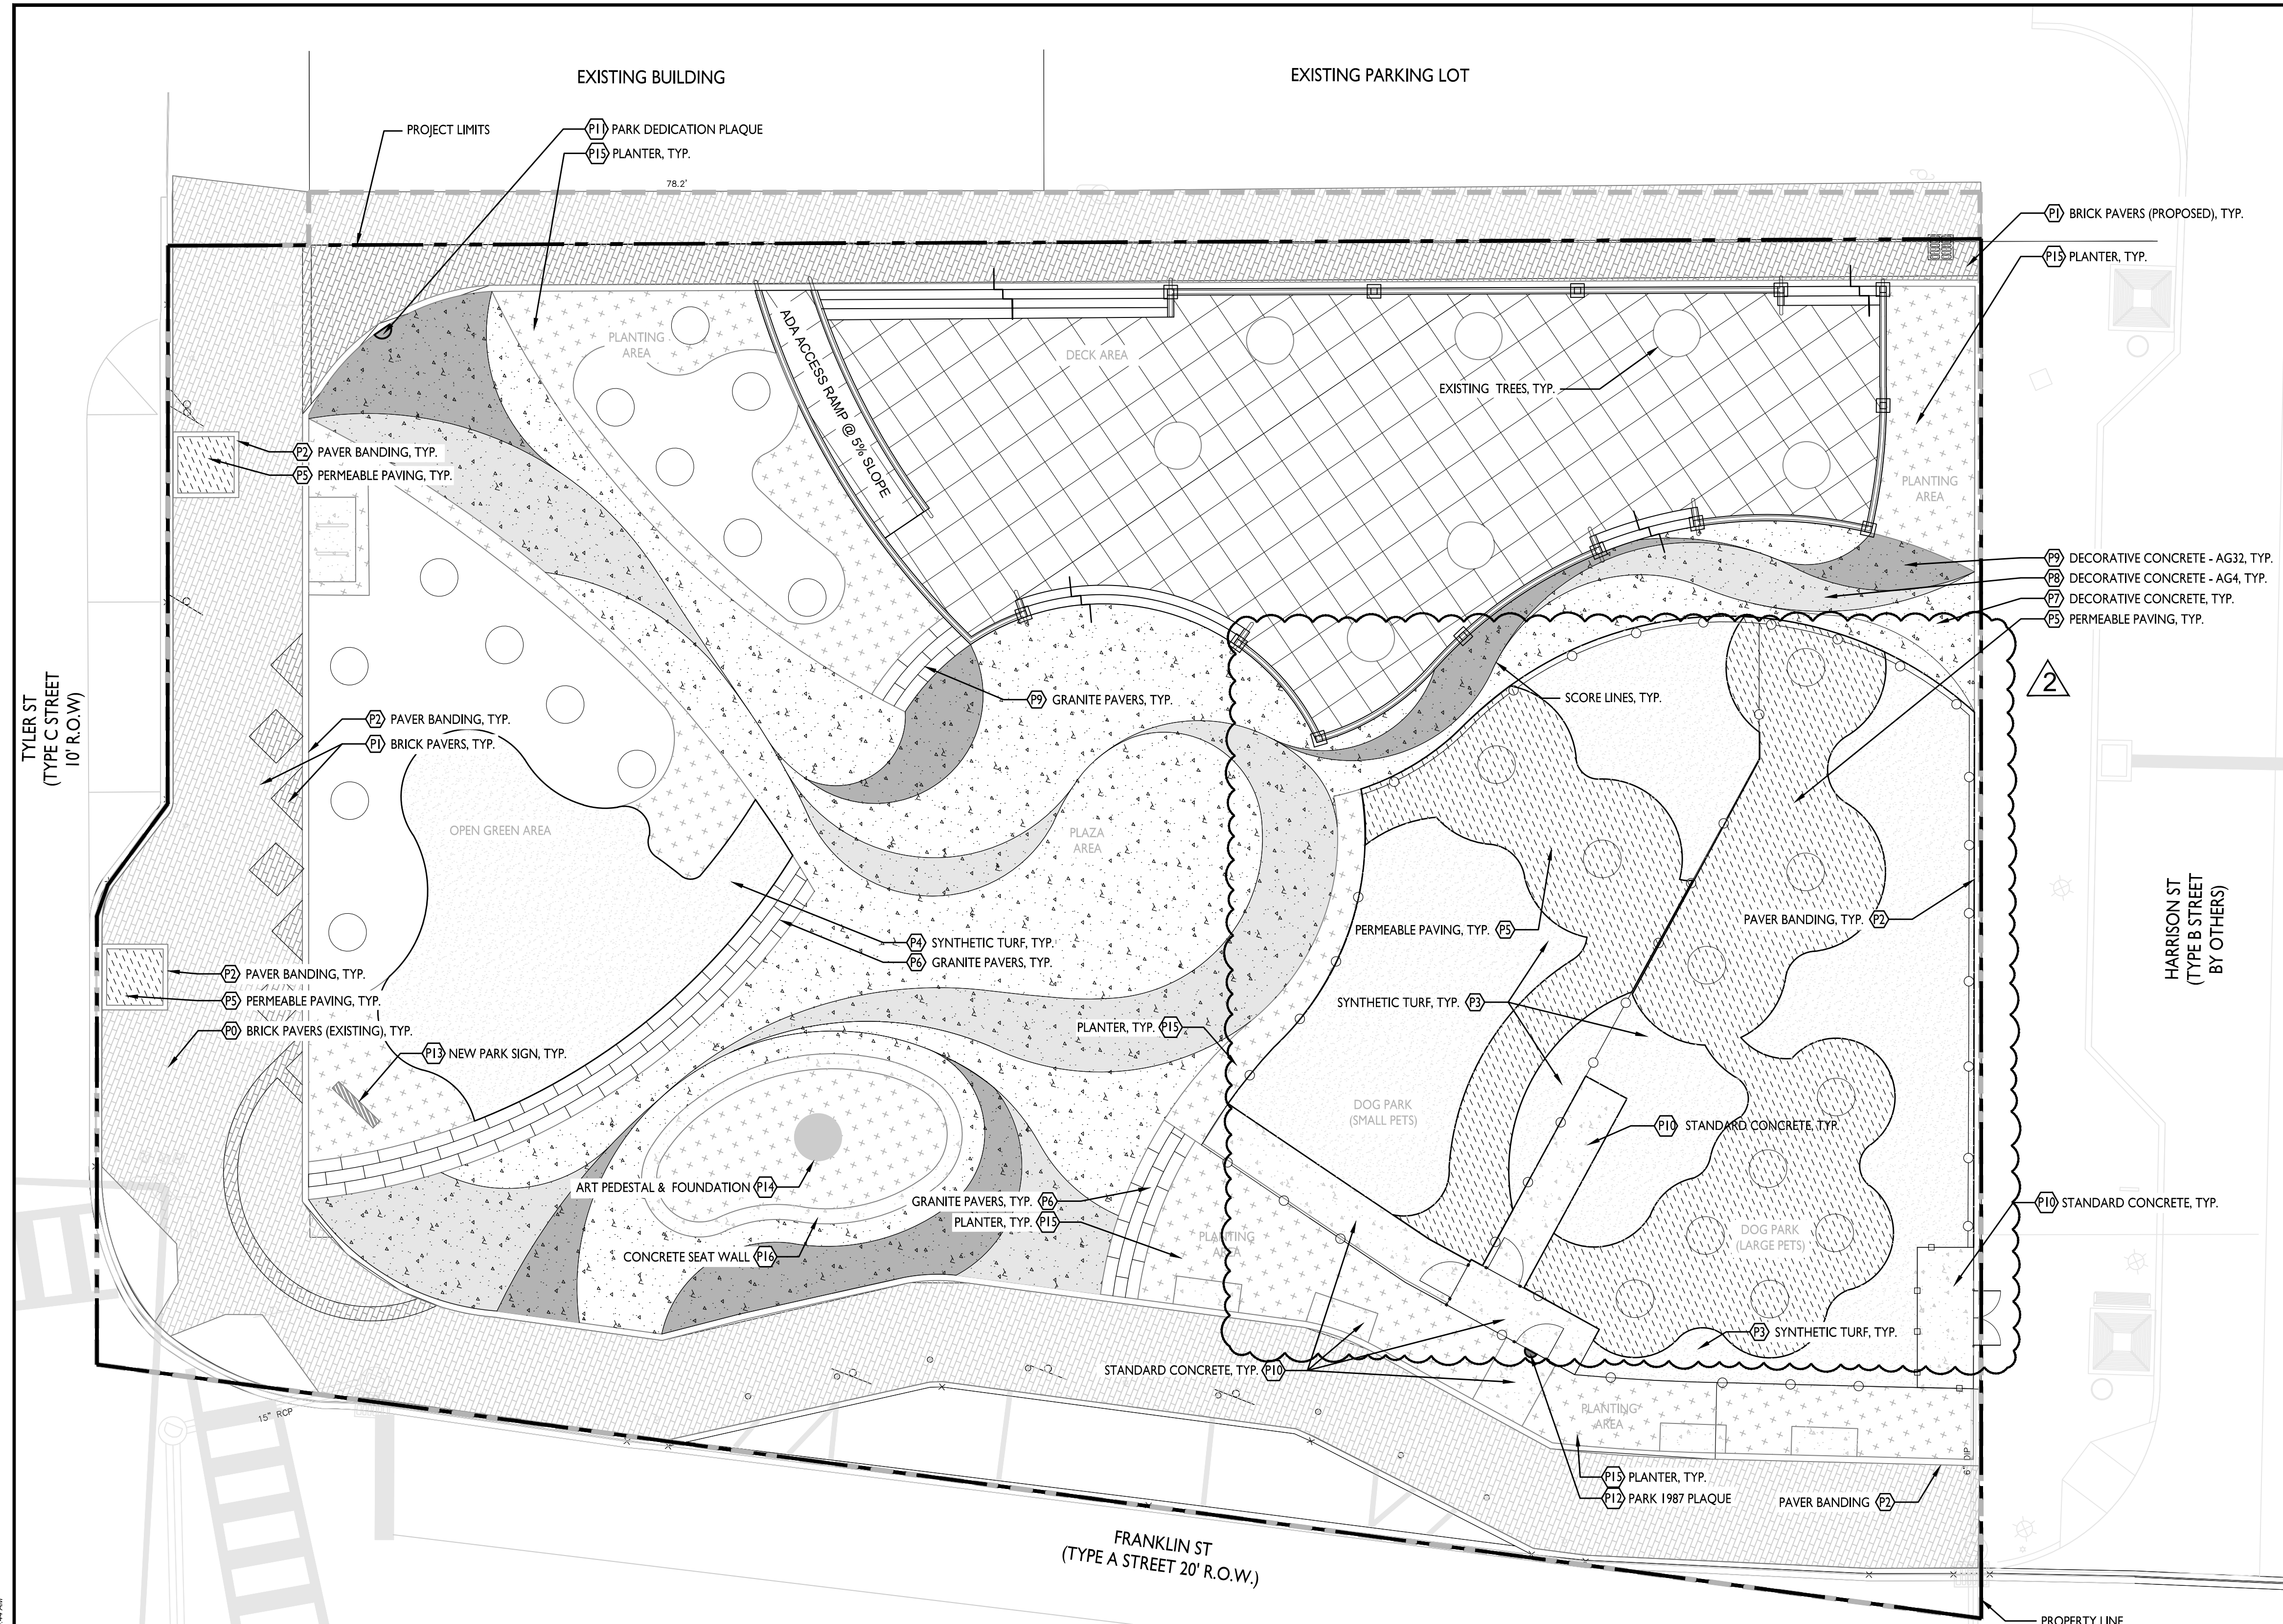 EXISTING BUILDING
EXISTING PARKING LOT
PROJECT LIMITS
P11 PARK DEDICATION PLAQUE
P15 PLANTER, TYP.
78.2'
P1 BRICK PAVERS (PROPOSED), TYP.
P15 PLANTER, TYP.
PLANTING
AREA
ADA ACCESS RAMP @ 5% SLOPE
DECK AREA
EXISTING TREES, TYP.
P2 PAVER BANDING, TYP.
P5 PERMEABLE PAVING, TYP.
PLANTING
AREA
P9 DECORATIVE CONCRETE - AG32, TYP.
P8 DECORATIVE CONCRETE - AG4, TYP.
P7 DECORATIVE CONCRETE, TYP.
P5 PERMEABLE PAVING, TYP.
2
TYLER ST
(TYPE C STREET
10' R.O.W)
P9 GRANITE PAVERS, TYP.
SCORE LINES, TYP.
P2 PAVER BANDING, TYP.
P1 BRICK PAVERS, TYP.
OPEN GREEN AREA
PLAZA
AREA
PERMEABLE PAVING, TYP. P5
PAVER BANDING, TYP. P2
HARRISON ST
(TYPE B STREET
BY OTHERS)
P4 SYNTHETIC TURF, TYP.
P6 GRANITE PAVERS, TYP.
P2 PAVER BANDING, TYP.
P5 PERMEABLE PAVING, TYP.
P0 BRICK PAVERS (EXISTING), TYP.
P13 NEW PARK SIGN, TYP.
SYNTHETIC TURF, TYP. P3
PLANTER, TYP. P15
DOG PARK
(SMALL PETS)
P10 STANDARD CONCRETE, TYP.
ART PEDESTAL & FOUNDATION P14
GRANITE PAVERS, TYP. P6
PLANTER, TYP. P15
CONCRETE SEAT WALL P16
PLANTING
AREA
DOG PARK
(LARGE PETS)
P10 STANDARD CONCRETE, TYP.
P3 SYNTHETIC TURF, TYP.
STANDARD CONCRETE, TYP. P10
15" RCP
PLANTING
AREA
6" DIP
P15 PLANTER, TYP.
P12 PARK 1987 PLAQUE
PAVER BANDING P2
FRANKLIN ST
(TYPE A STREET 20' R.O.W.)
PROPERTY LINE